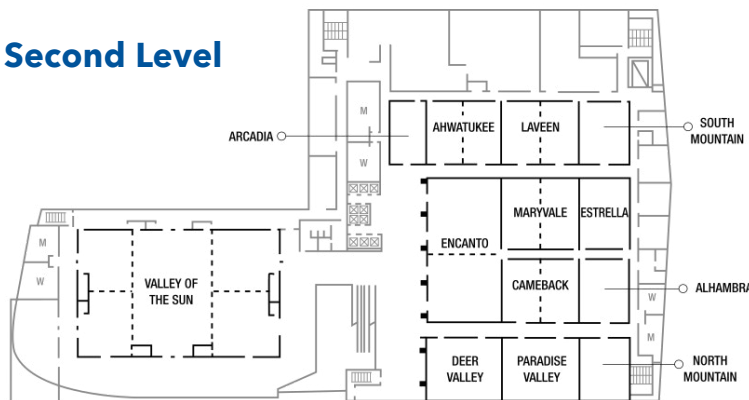 Second Level
M
W
ARCADIA
AHWATUKEE
LAVEEN
SOUTH
MOUNTAIN
MARYVALE
ESTRELLA
ENCANTO
M
W
VALLEY OF
THE SUN
CAMEBACK
ALHAMBRA
W
M
DEER
VALLEY
PARADISE
VALLEY
NORTH
MOUNTAIN